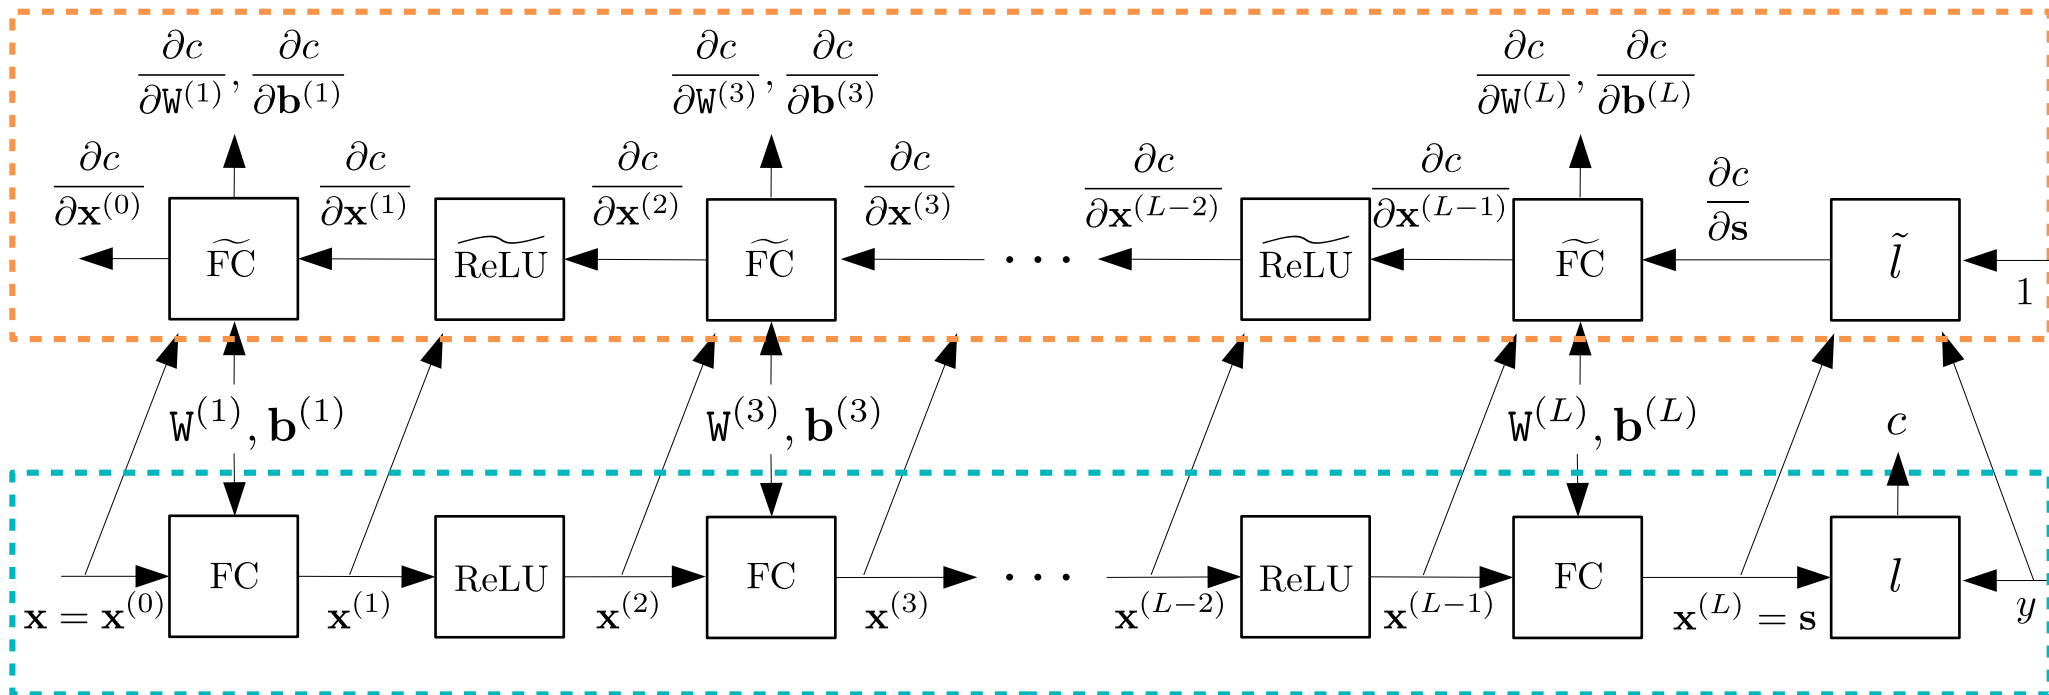 ∂c/∂W^(1), ∂c/∂b^(1) ∂c/∂W^(3), ∂c/∂b^(3) ∂c/∂W^(L), ∂c/∂b^(L)
∂c/∂x^(0) ∂c/∂x^(1) ∂c/∂x^(2) ∂c/∂x^(3) ∂c/∂x^(L−2) ∂c/∂x^(L−1) ∂c/∂s
F͠C R͠eLU F͠C ··· R͠eLU F͠C l̃
1
W^(1), b^(1) W^(3), b^(3) W^(L), b^(L) c
FC ReLU FC ··· ReLU FC l
x = x^(0) x^(1) x^(2) x^(3) x^(L−2) x^(L−1) x^(L) = s y